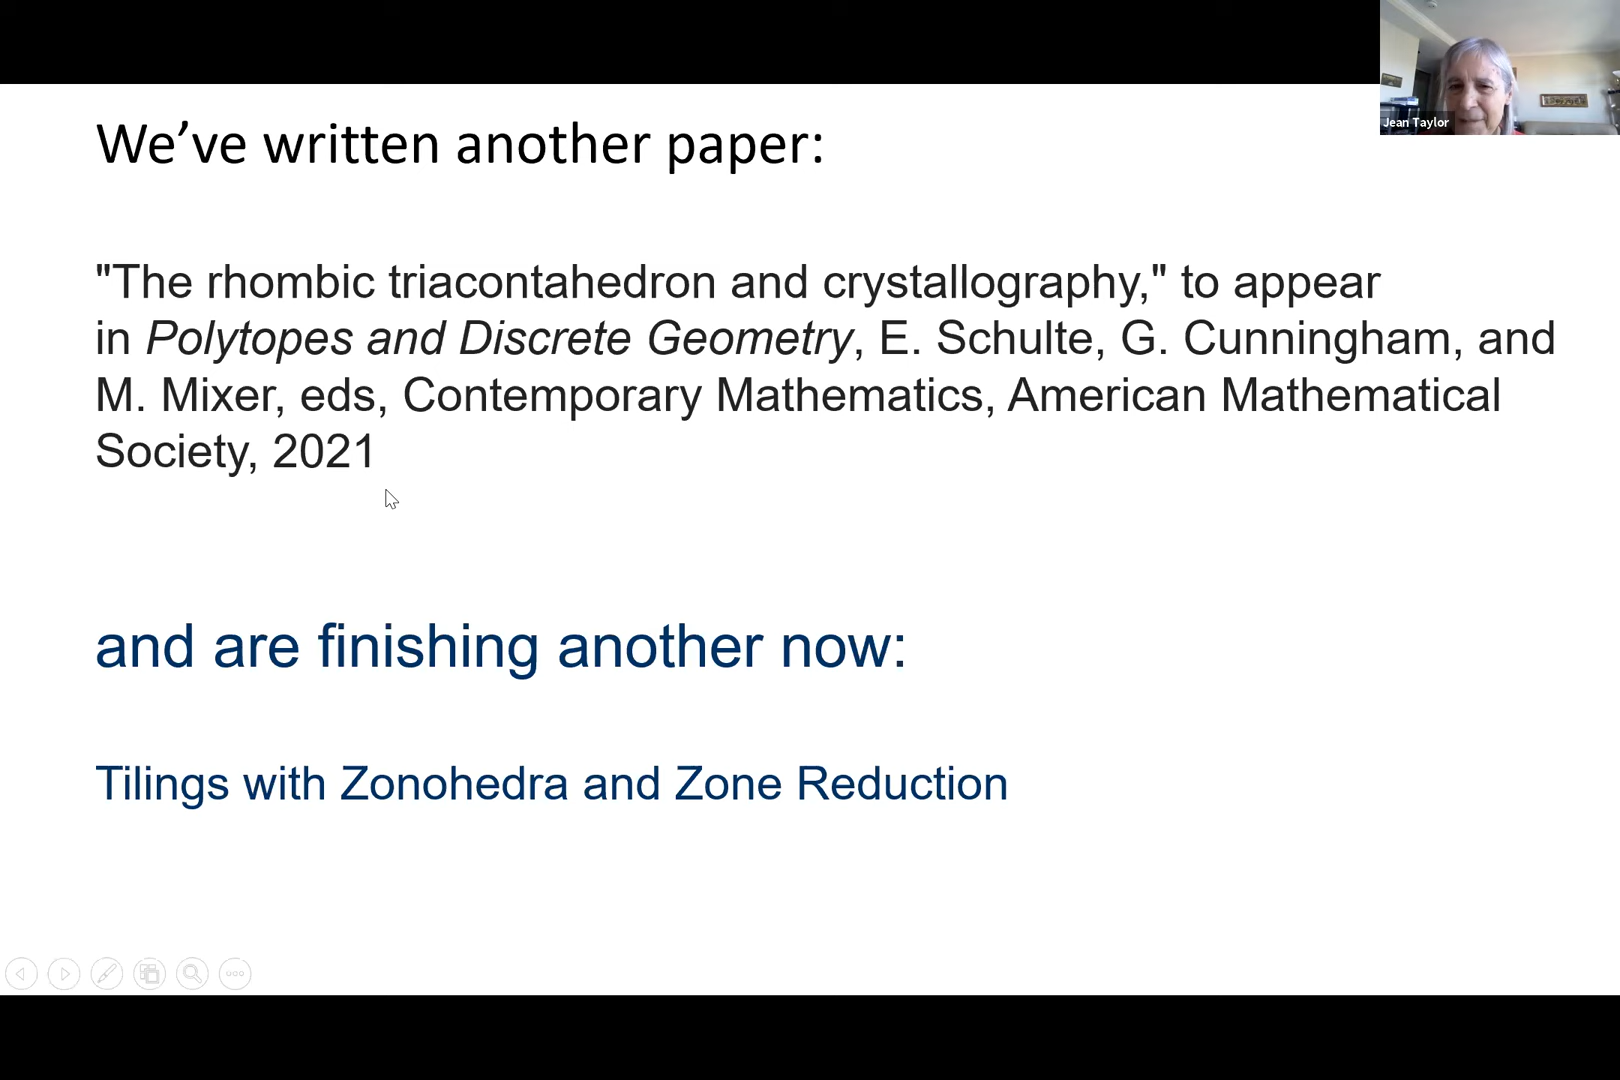 Jean Taylor
We’ve written another paper:
"The rhombic triacontahedron and crystallography," to appear
in Polytopes and Discrete Geometry, E. Schulte, G. Cunningham, and
M. Mixer, eds, Contemporary Mathematics, American Mathematical
Society, 2021
and are finishing another now:
Tilings with Zonohedra and Zone Reduction